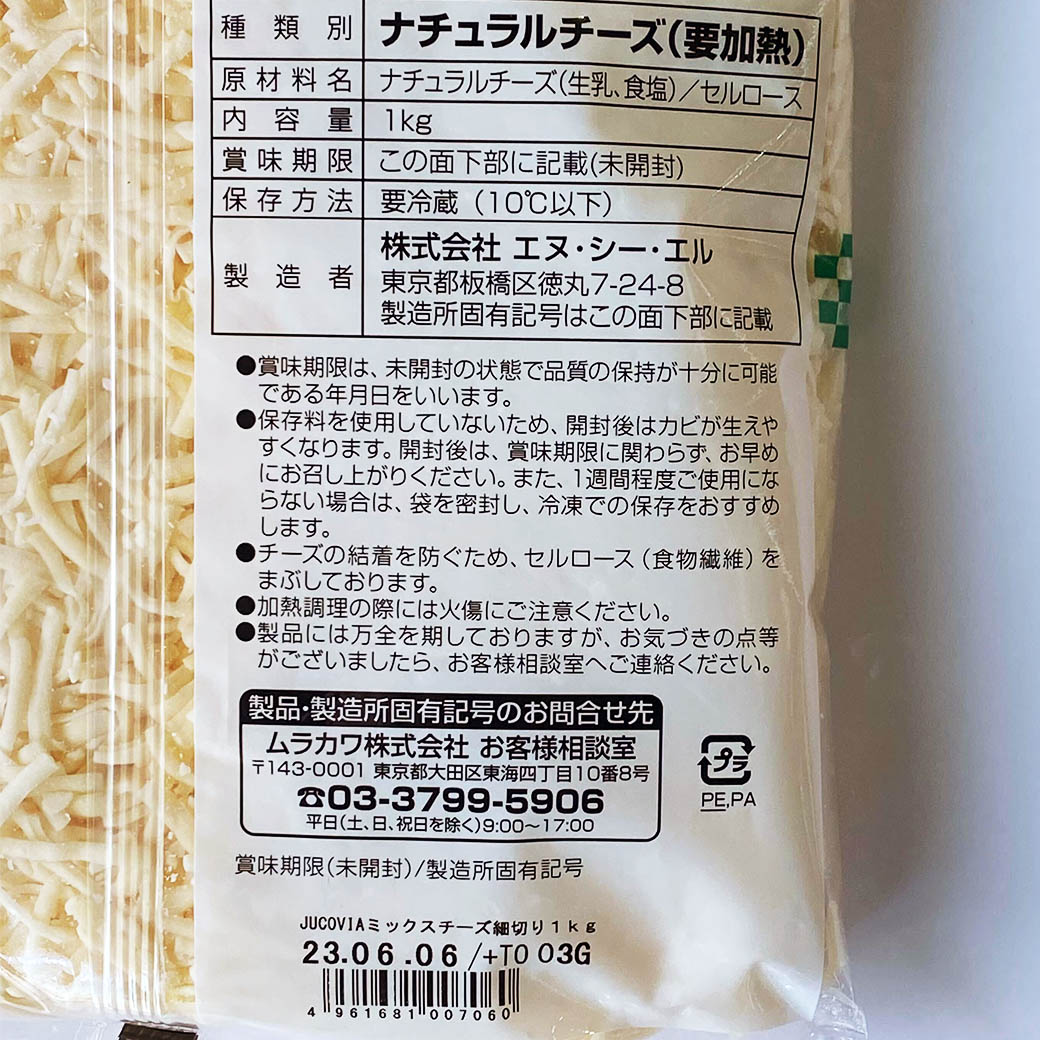 種類別 ナチュラルチーズ(要加熱)
原材料名 ナチュラルチーズ(生乳、食塩)/セルロース
内容量 1kg
賞味期限 この面下部に記載(未開封)
保存方法 要冷蔵(10℃以下)
製造者 株式会社 エヌ・シー・エル
東京都板橋区徳丸7-24-8
製造所固有記号はこの面下部に記載
●賞味期限は、未開封の状態で品質の保持が十分に可能
である年月日をいいます。
●保存料を使用していないため、開封後はカビが生えや
すくなります。開封後は、賞味期限に関わらず、お早め
にお召し上がりください。また、1週間程度ご使用にな
らない場合は、袋を密封し、冷凍での保存をおすすめ
します。
●チーズの結着を防ぐため、セルロース(食物繊維)を
まぶしております。
●加熱調理の際には火傷にご注意ください。
●製品には万全を期しておりますが、お気づきの点等
がございましたら、お客様相談室へご連絡ください。
製品・製造所固有記号のお問合せ先
ムラカワ株式会社 お客様相談室
〒143-0001 東京都大田区東海四丁目10番8号
☎03-3799-5906
平日(土、日、祝日を除く)9:00〜17:00
プラ
PE,PA
賞味期限(未開封)/製造所固有記号
JUCOVIAミックスチーズ細切り1kg
23.06.06/+T003G
4961681007060